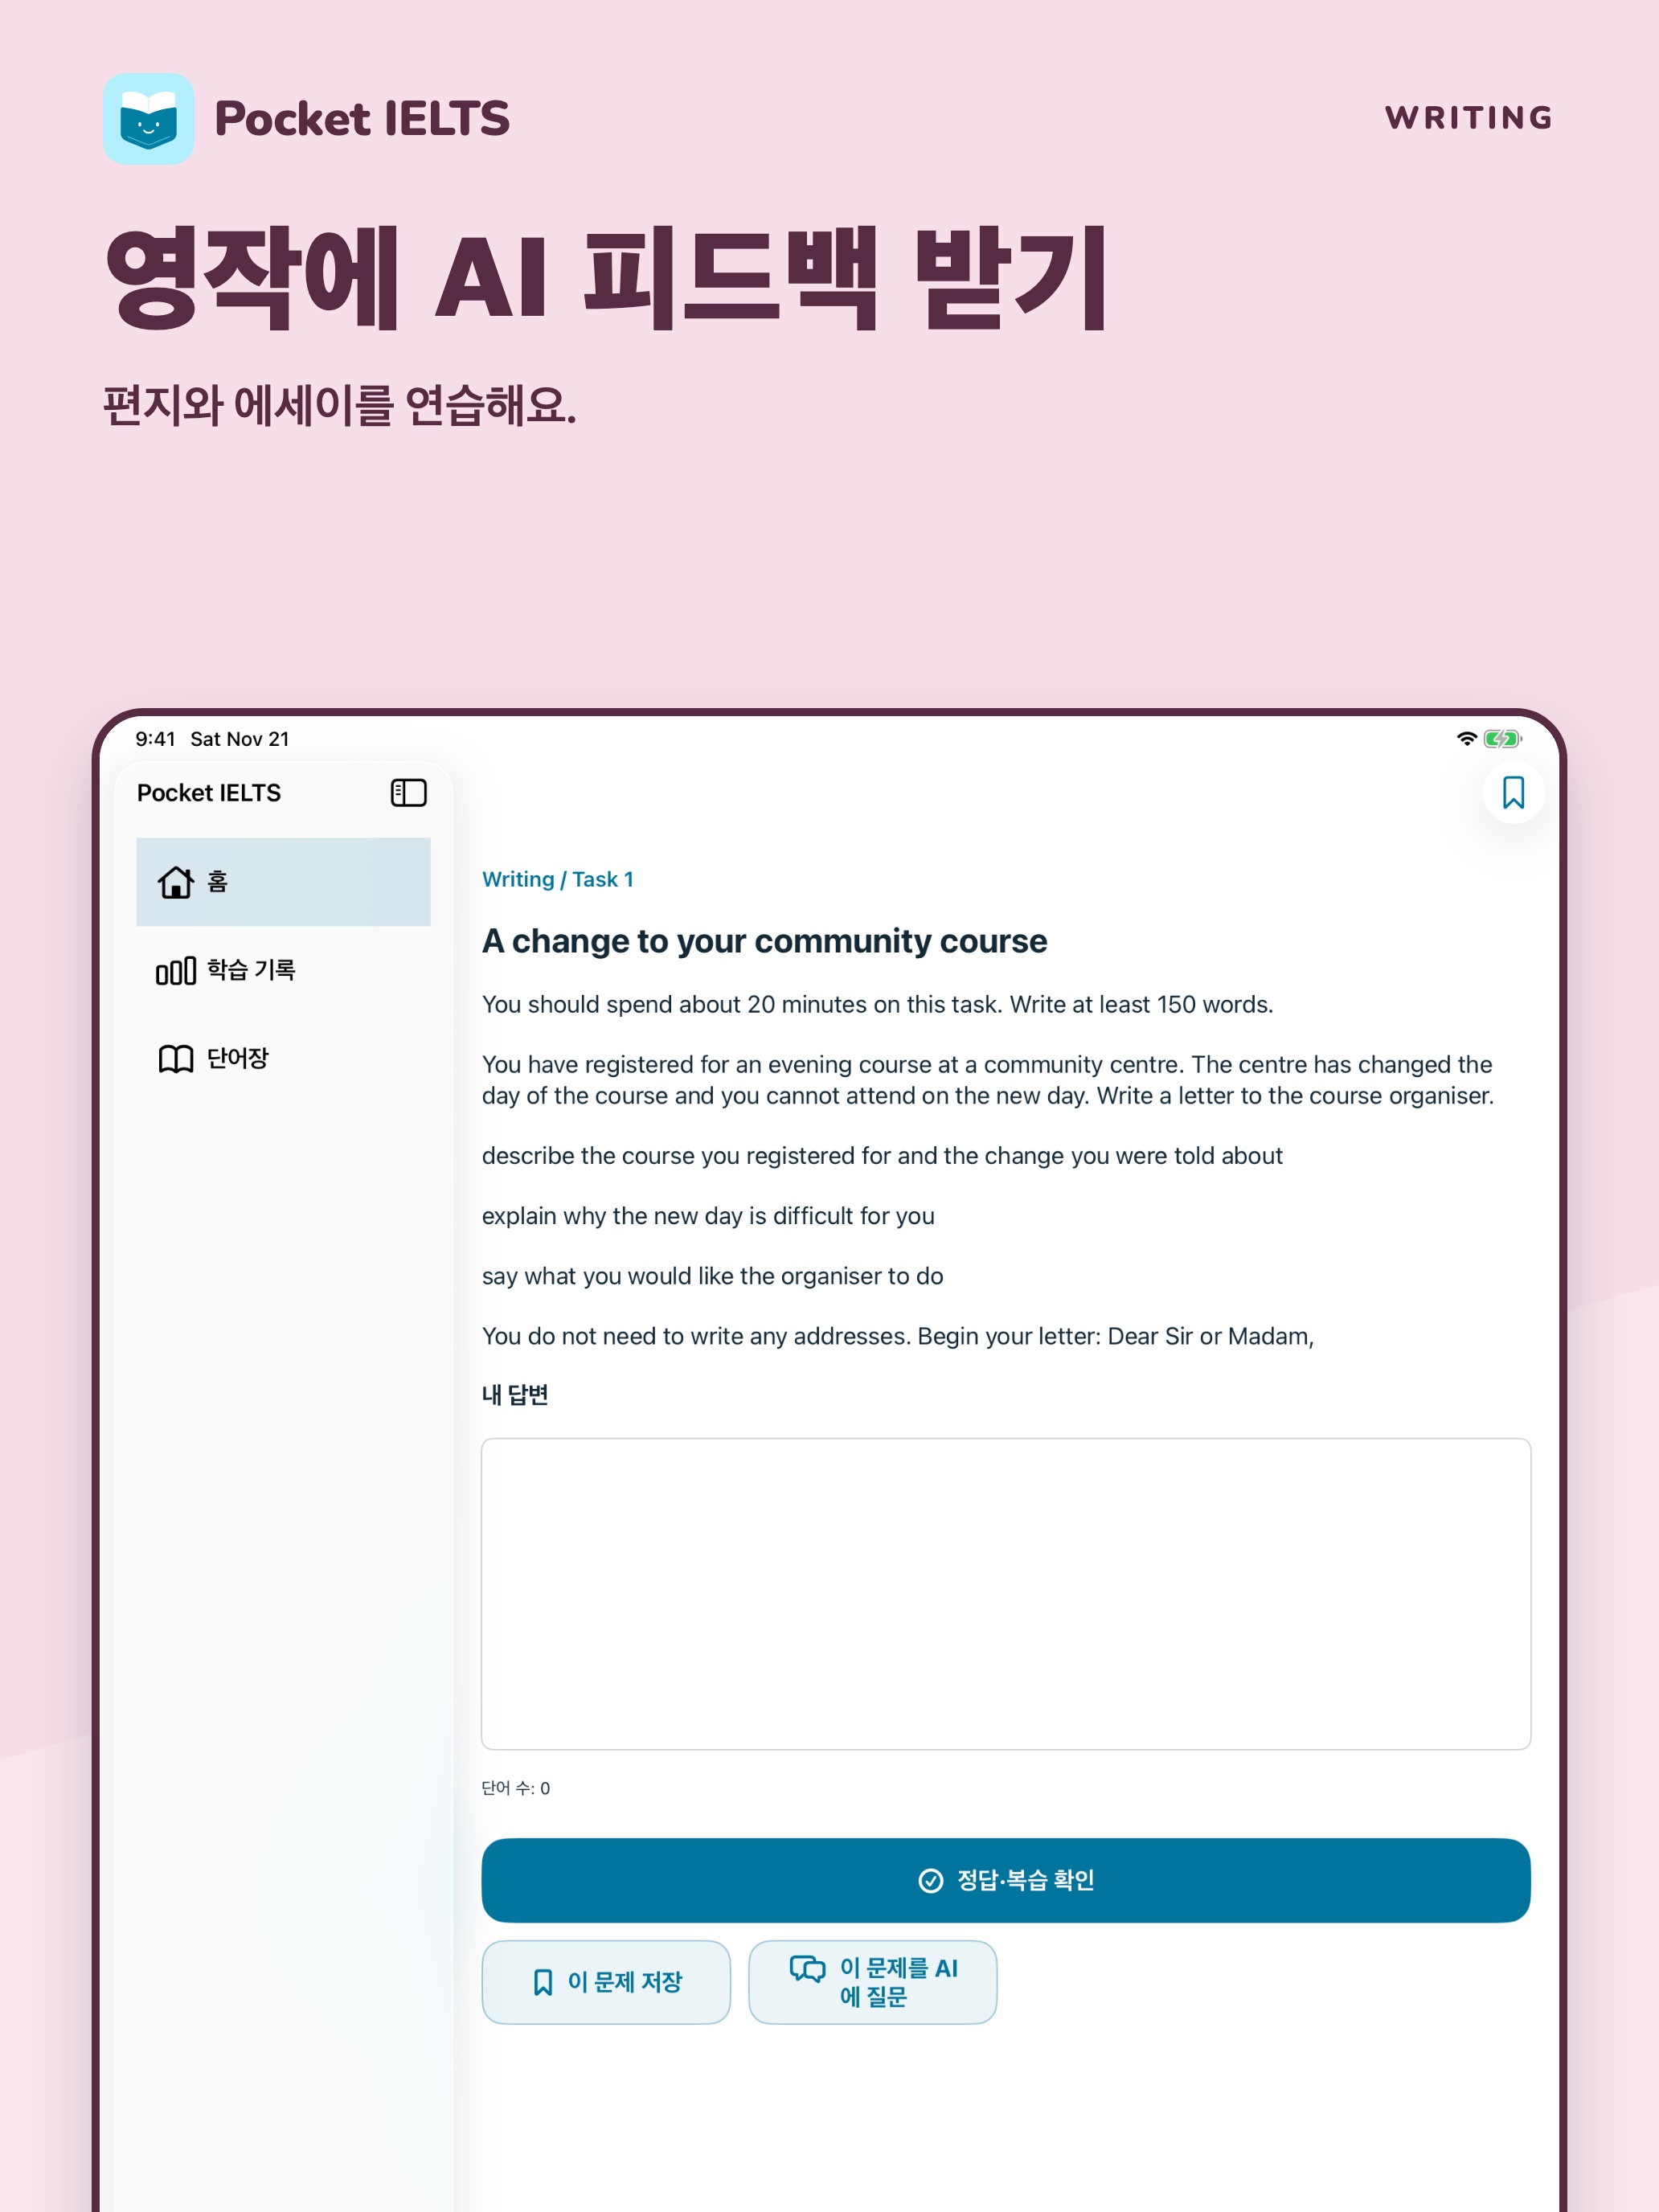 Pocket IELTS
WRITING
영작에 AI 피드백 받기
편지와 에세이를 연습해요.
9:41 Sat Nov 21
Pocket IELTS
홈
학습 기록
단어장
Writing / Task 1
A change to your community course
You should spend about 20 minutes on this task. Write at least 150 words.
You have registered for an evening course at a community centre. The centre has changed the
day of the course and you cannot attend on the new day. Write a letter to the course organiser.
describe the course you registered for and the change you were told about
explain why the new day is difficult for you
say what you would like the organiser to do
You do not need to write any addresses. Begin your letter: Dear Sir or Madam,
내 답변
단어 수: 0
정답·복습 확인
이 문제 저장
이 문제를 AI
에 질문